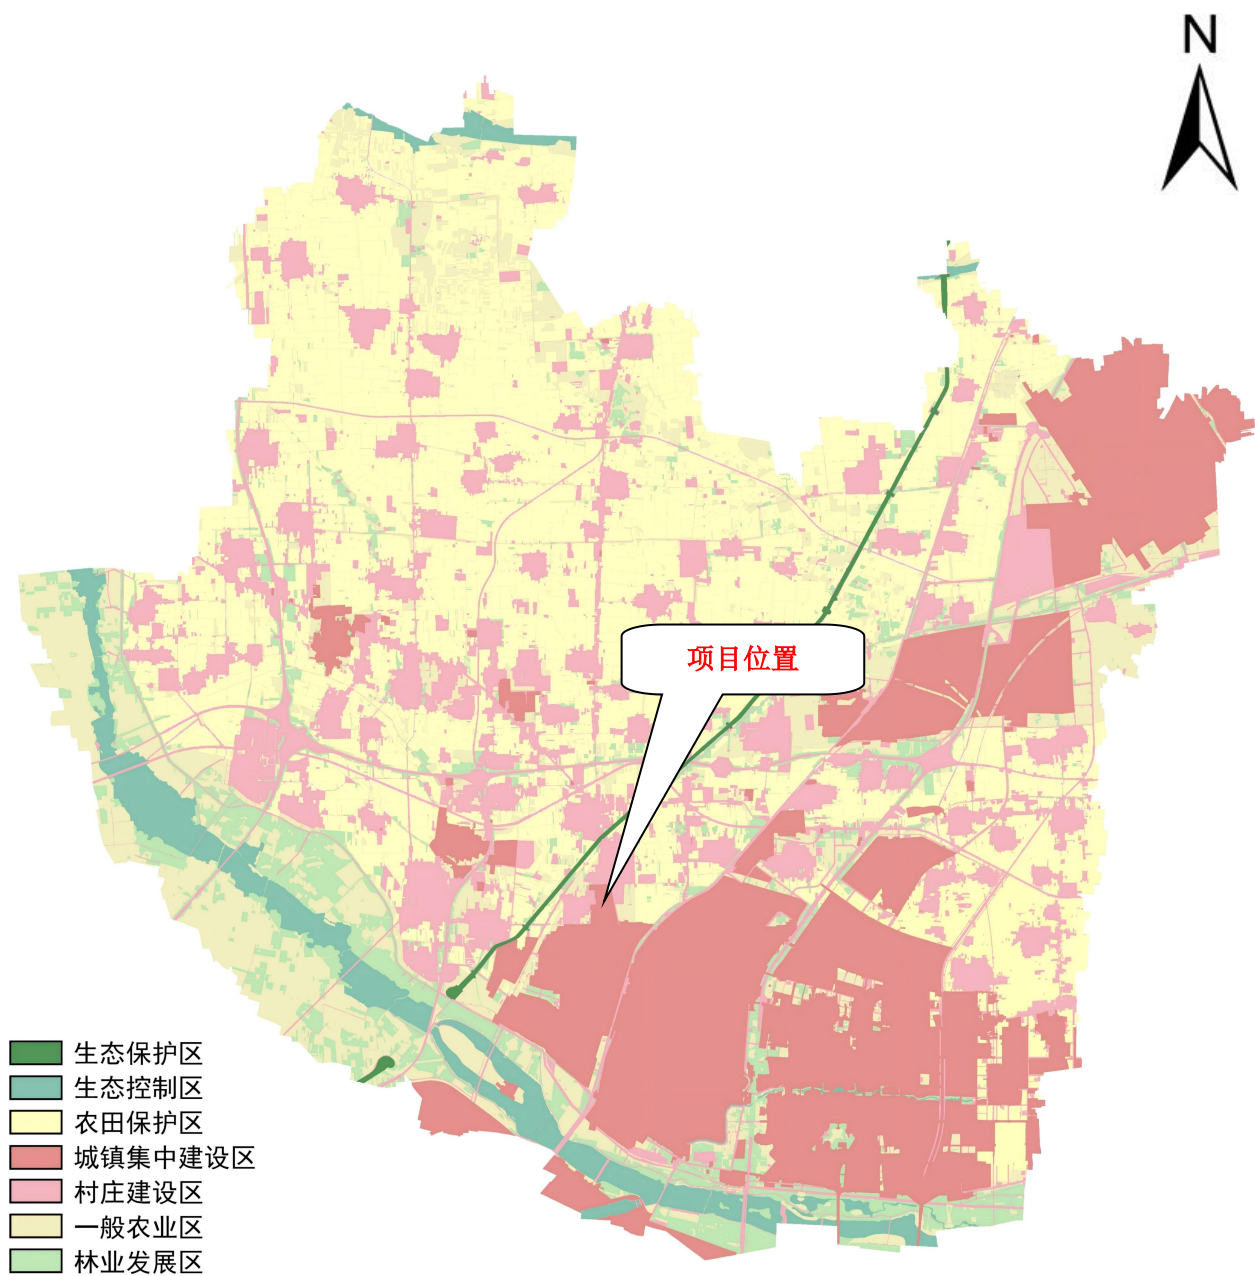 N
项目位置
生态保护区
生态控制区
农田保护区
城镇集中建设区
村庄建设区
一般农业区
林业发展区